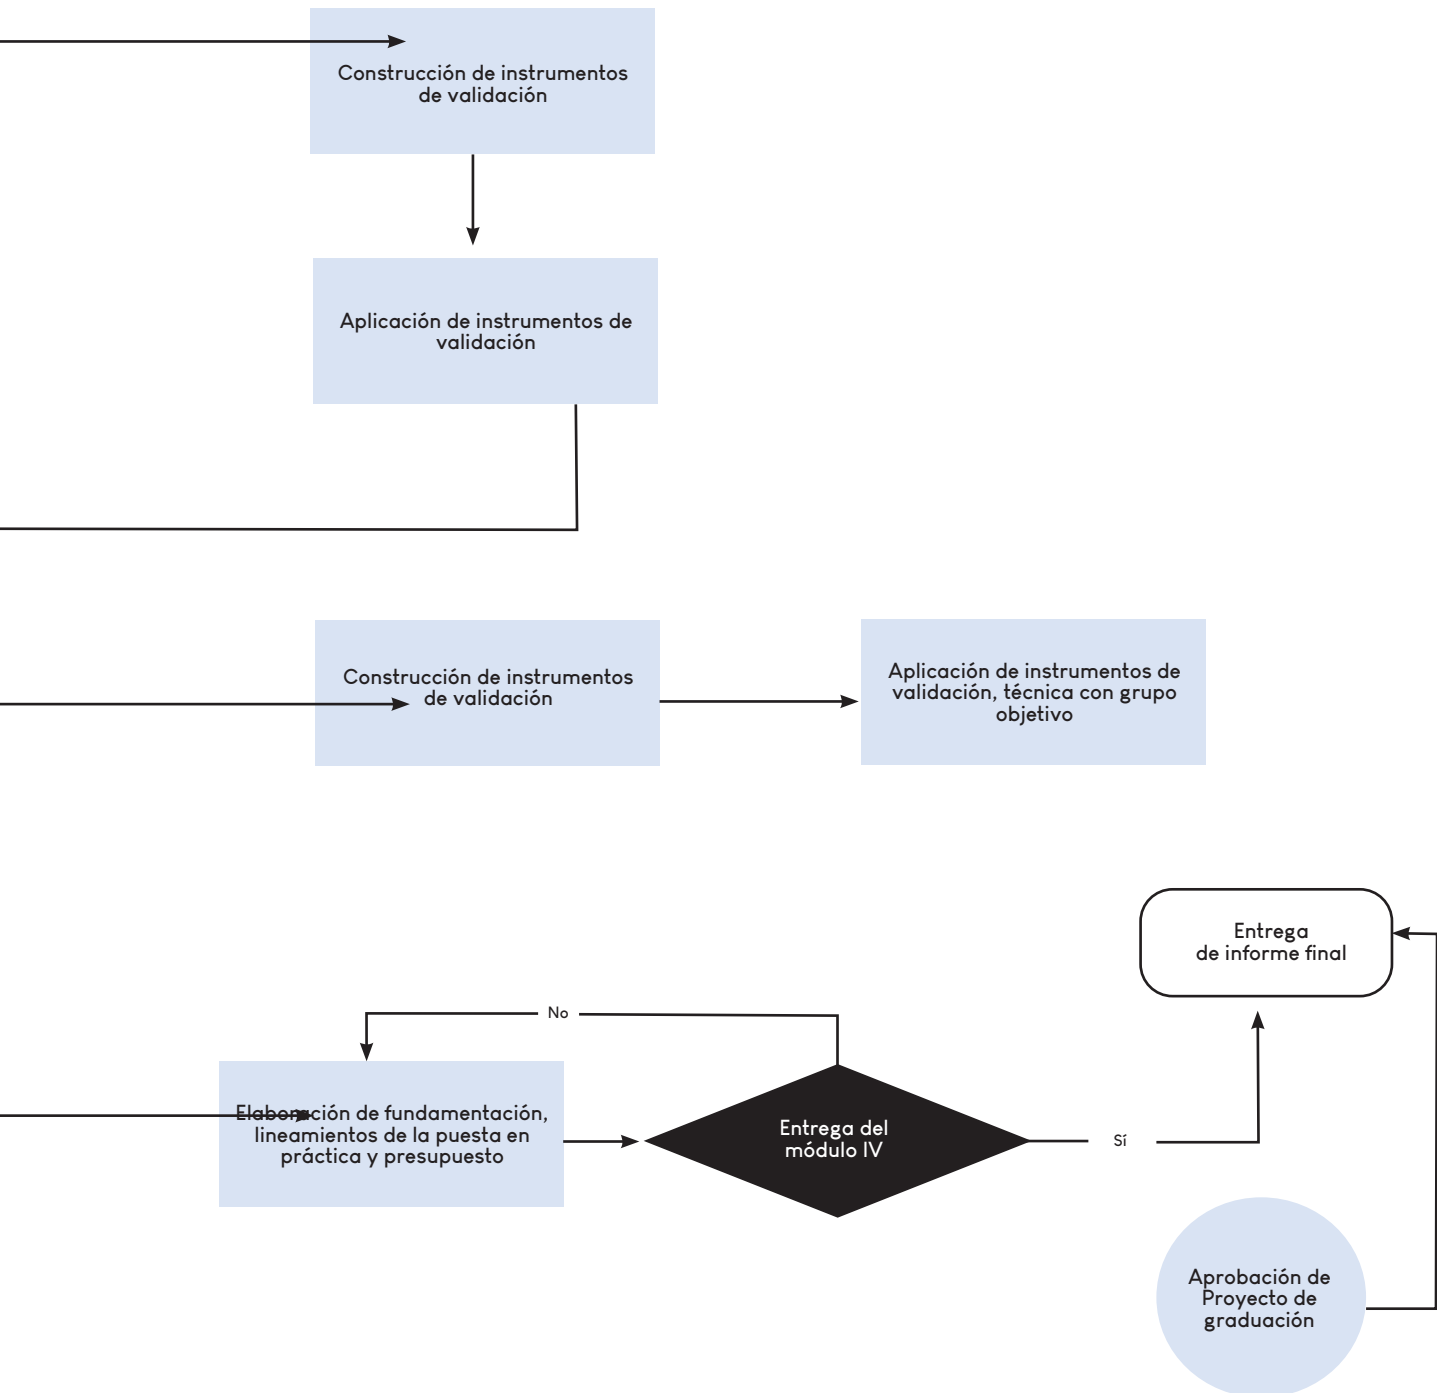 Construcción de instrumentos
de validación
Aplicación de instrumentos de
validación
Construcción de instrumentos
de validación
Aplicación de instrumentos de
validación, técnica con grupo
objetivo
Entrega
de informe final
No
Elaboración de fundamentación,
lineamientos de la puesta en
práctica y presupuesto
Entrega del
módulo IV
Sí
Aprobación de
Proyecto de
graduación